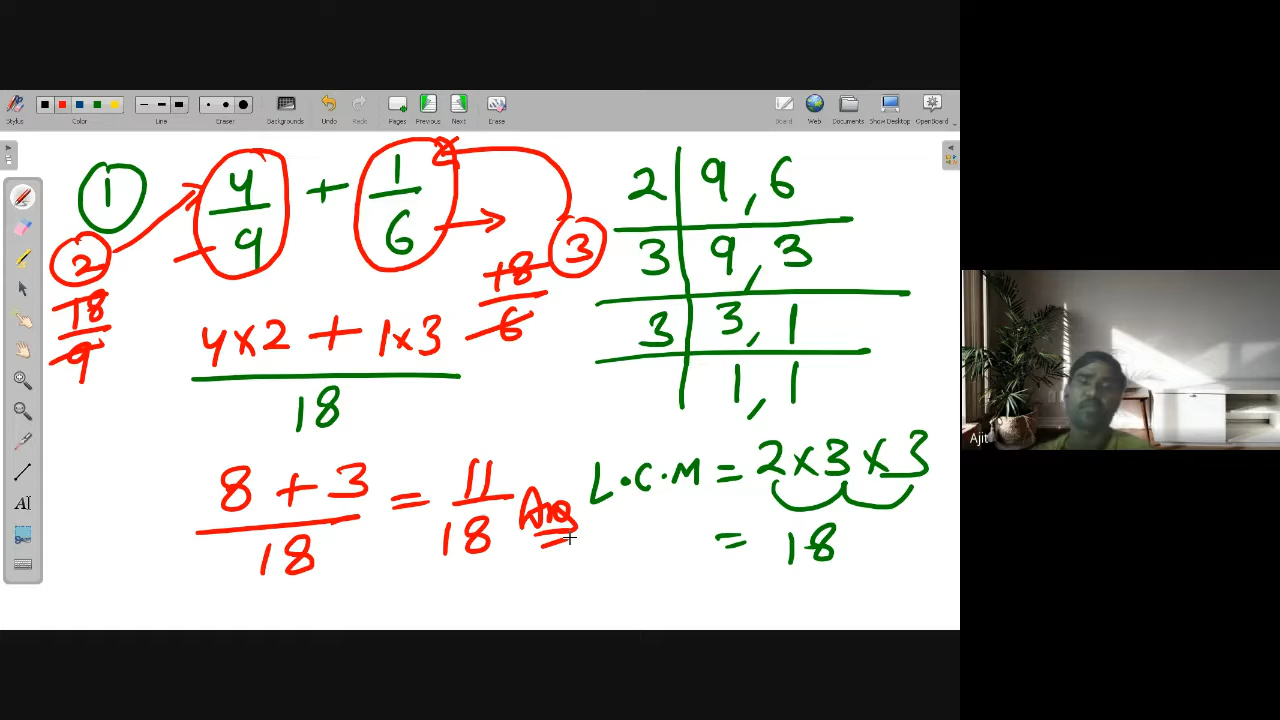 Stylus Color Line Eraser Backgrounds Undo Redo Pages Previous Next Erase Board Web Documents Show Desktop OpenBoard
1
4/9 + 1/6
2
18/9
3
18/6
4×2 + 1×3
18
8 + 3 = 11 Ans
18 18
2 9, 6
3 9, 3
3 3, 1
1, 1
L.C.M = 2×3×3
= 18
AI
Ajit